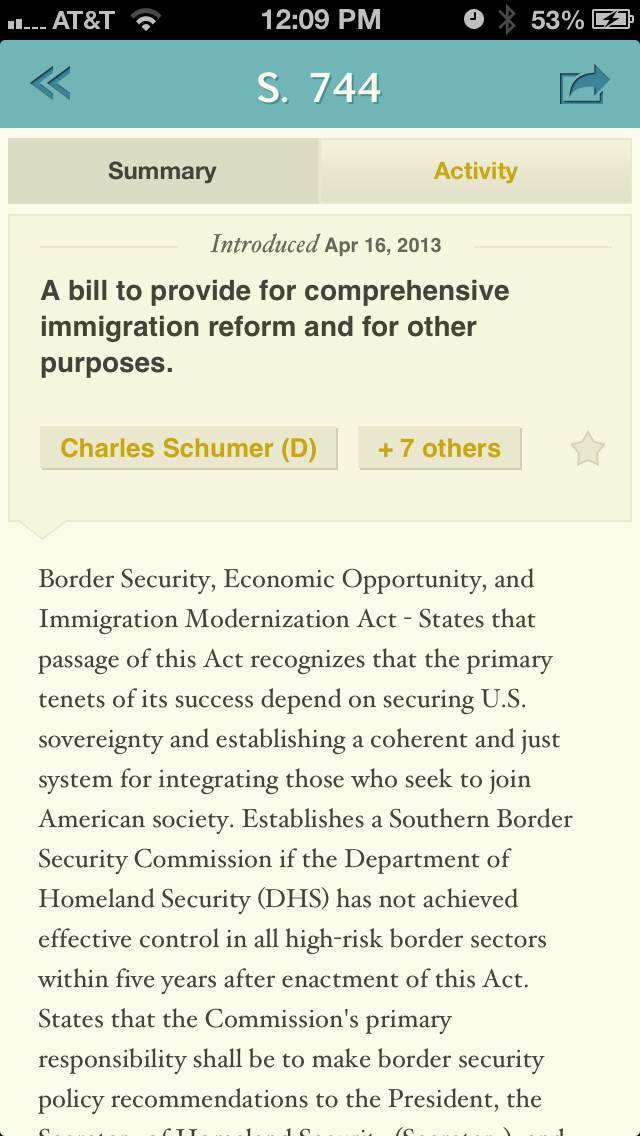 AT&T 12:09 PM 53%
S. 744
Summary Activity
Introduced Apr 16, 2013
A bill to provide for comprehensive
immigration reform and for other
purposes.
Charles Schumer (D) + 7 others
Border Security, Economic Opportunity, and
Immigration Modernization Act - States that
passage of this Act recognizes that the primary
tenets of its success depend on securing U.S.
sovereignty and establishing a coherent and just
system for integrating those who seek to join
American society. Establishes a Southern Border
Security Commission if the Department of
Homeland Security (DHS) has not achieved
effective control in all high-risk border sectors
within five years after enactment of this Act.
States that the Commission's primary
responsibility shall be to make border security
policy recommendations to the President, the